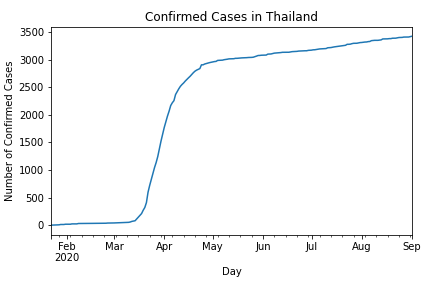 Confirmed Cases in Thailand
Number of Confirmed Cases
3500
3000
2500
2000
1500
1000
500
0
Feb Mar Apr May Jun Jul Aug Sep
2020
Day